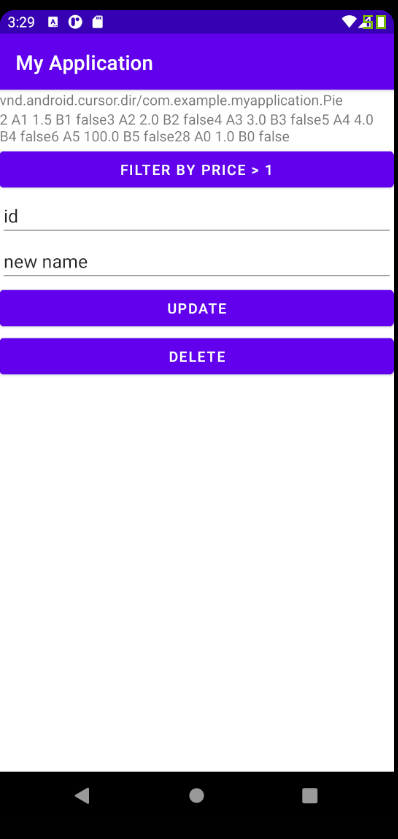 3:29
My Application
vnd.android.cursor.dir/com.example.myapplication.Pie
2 A1 1.5 B1 false3 A2 2.0 B2 false4 A3 3.0 B3 false5 A4 4.0
B4 false6 A5 100.0 B5 false28 A0 1.0 B0 false
FILTER BY PRICE > 1
id
new name
UPDATE
DELETE